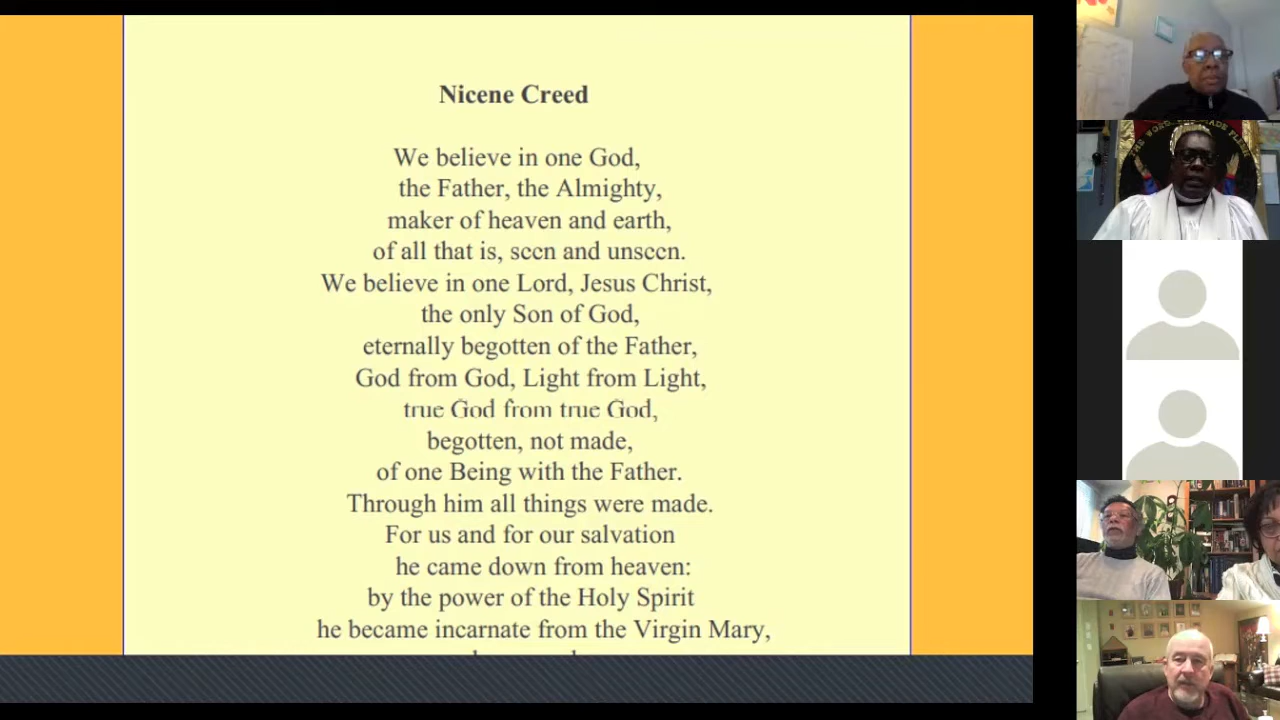 Nicene Creed
We believe in one God,
the Father, the Almighty,
maker of heaven and earth,
of all that is, seen and unseen.
We believe in one Lord, Jesus Christ,
the only Son of God,
eternally begotten of the Father,
God from God, Light from Light,
true God from true God,
begotten, not made,
of one Being with the Father.
Through him all things were made.
For us and for our salvation
he came down from heaven:
by the power of the Holy Spirit
he became incarnate from the Virgin Mary,
THE WORD MADE FLESH